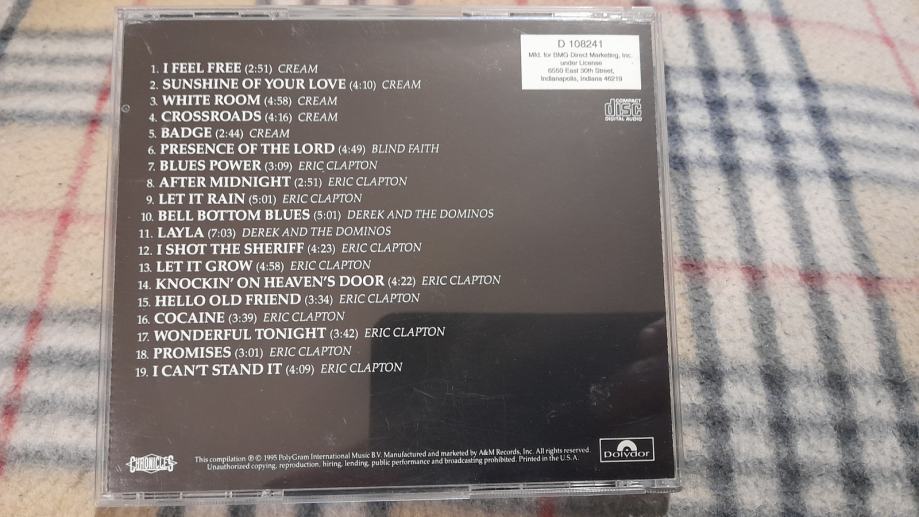 D 108241
Mfd. for BMG Direct Marketing, Inc.
under License
6550 East 30th Street,
Indianapolis, Indiana 46219
COMPACT
disc
DIGITAL AUDIO
1. I FEEL FREE (2:51) CREAM
2. SUNSHINE OF YOUR LOVE (4:10) CREAM
3. WHITE ROOM (4:58) CREAM
4. CROSSROADS (4:16) CREAM
5. BADGE (2:44) CREAM
6. PRESENCE OF THE LORD (4:49) BLIND FAITH
7. BLUES POWER (3:09) ERIC CLAPTON
8. AFTER MIDNIGHT (2:51) ERIC CLAPTON
9. LET IT RAIN (5:01) ERIC CLAPTON
10. BELL BOTTOM BLUES (5:01) DEREK AND THE DOMINOS
11. LAYLA (7:03) DEREK AND THE DOMINOS
12. I SHOT THE SHERIFF (4:23) ERIC CLAPTON
13. LET IT GROW (4:58) ERIC CLAPTON
14. KNOCKIN' ON HEAVEN'S DOOR (4:22) ERIC CLAPTON
15. HELLO OLD FRIEND (3:34) ERIC CLAPTON
16. COCAINE (3:39) ERIC CLAPTON
17. WONDERFUL TONIGHT (3:42) ERIC CLAPTON
18. PROMISES (3:01) ERIC CLAPTON
19. I CAN'T STAND IT (4:09) ERIC CLAPTON
CHRONICLES
This compilation ℗ © 1995 PolyGram International Music B.V. Manufactured and marketed by A&M Records, Inc. All rights reserved.
Unauthorized copying, reproduction, hiring, lending, public performance and broadcasting prohibited. Printed in the U.S.A.
Polydor